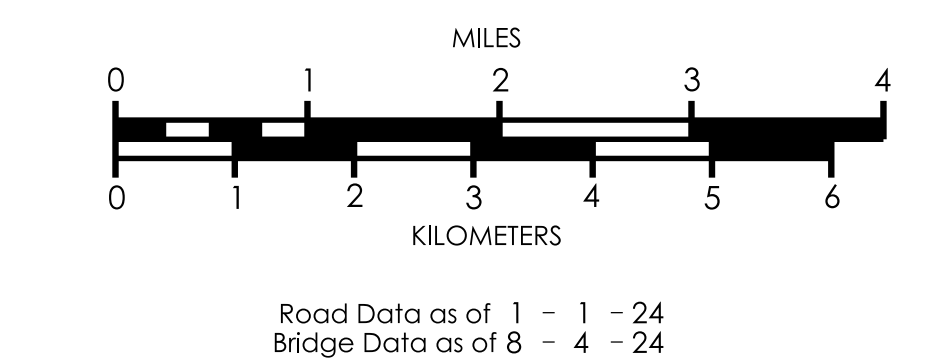 MILES
0 1 2 3 4
0 1 2 3 4 5 6
KILOMETERS
Road Data as of 1 - 1 - 24
Bridge Data as of 8 - 4 - 24